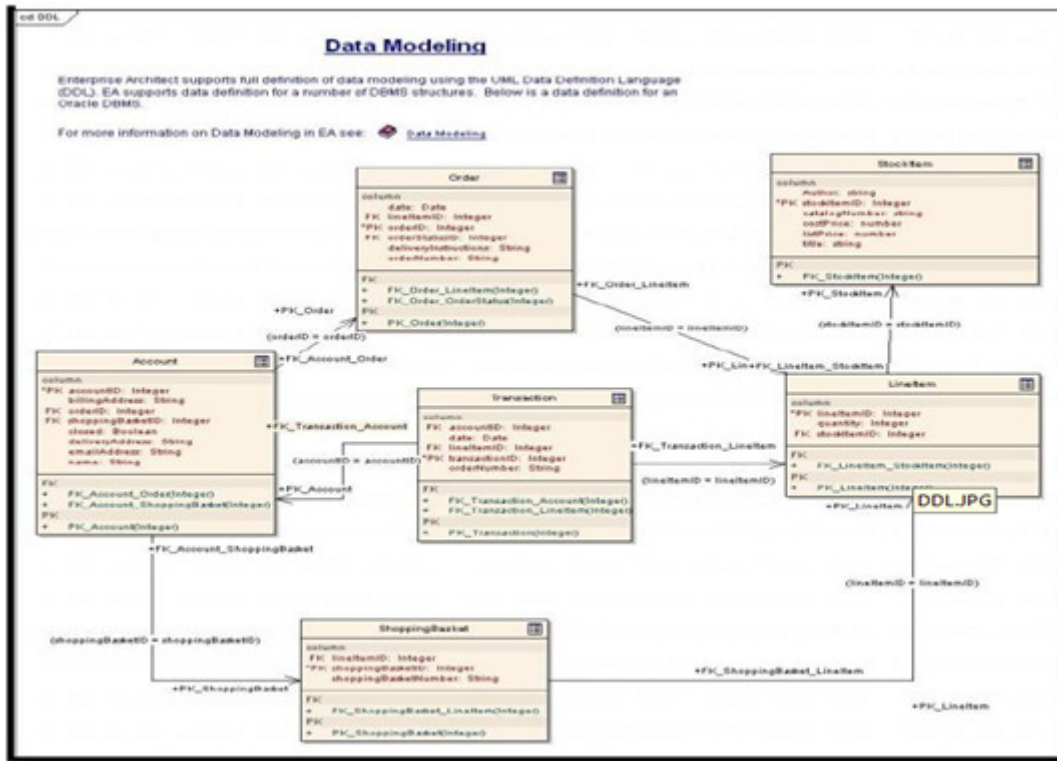 cd DDL
Data Modeling
Enterprise Architect supports full definition of data modeling using the UML Data Definition Language
(DDL). EA supports data definition for a number of DBMS structures. Below is a data definition for an
Oracle DBMS.
For more information on Data Modeling in EA see: Data Modeling
Order
column
date: Date
FK lineItemID: Integer
*PK orderID: Integer
FK orderStatusID: Integer
deliveryInstructions: String
orderNumber: String
FK
+ FK_Order_LineItem(Integer)
+ FK_Order_OrderStatus(Integer)
PK
+ PK_Order(Integer)
StockItem
column
Author: string
*PK stockItemID: Integer
catalogNumber: string
costPrice: number
listPrice: number
title: string
PK
+ PK_StockItem(Integer)
+FK_Order_LineItem
+PK_StockItem
+PK_Order
(orderID = orderID)
(lineItemID = lineItemID)
(stockItemID = stockItemID)
+FK_Account_Order
+PK_Lin+FK_LineItem_StockItem
Account
column
*PK accountID: Integer
billingAddress: String
FK orderID: Integer
FK shoppingBasketID: Integer
closed: Boolean
deliveryAddress: String
emailAddress: String
name: String
FK
+ FK_Account_Order(Integer)
+ FK_Account_ShoppingBasket(Integer)
PK
+ PK_Account(Integer)
+FK_Transaction_Account
(accountID = accountID)
+PK_Account
Transaction
column
FK accountID: Integer
date: Date
FK lineItemID: Integer
*PK transactionID: Integer
orderNumber: String
FK
+ FK_Transaction_Account(Integer)
+ FK_Transaction_LineItem(Integer)
PK
+ PK_Transaction(Integer)
+FK_Transaction_LineItem
(lineItemID = lineItemID)
LineItem
column
*PK lineItemID: Integer
quantity: Integer
FK stockItemID: Integer
FK
+ FK_LineItem_StockItem(Integer)
PK
+ PK_LineItem(Integer)
+PK_LineItem
DDL.JPG
+FK_Account_ShoppingBasket
(lineItemID = lineItemID)
(shoppingBasketID = shoppingBasketID)
ShoppingBasket
column
FK lineItemID: Integer
*PK shoppingBasketID: Integer
shoppingBasketNumber: String
FK
+ FK_ShoppingBasket_LineItem(Integer)
PK
+ PK_ShoppingBasket(Integer)
+PK_ShoppingBasket
+FK_ShoppingBasket_LineItem
+PK_LineItem